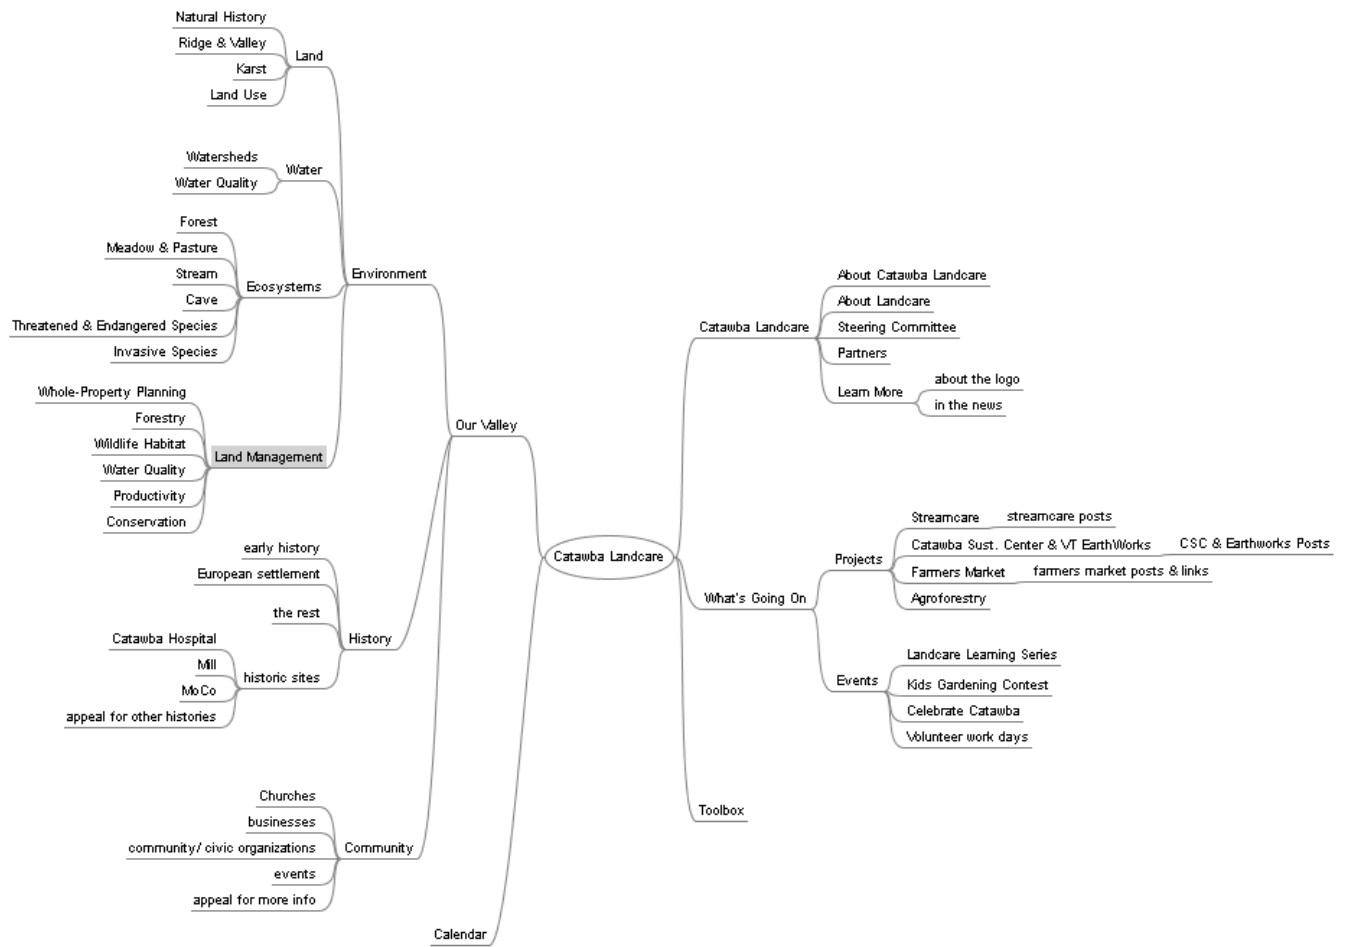 Natural History
Ridge & Valley
Karst
Land Use
Land
Watersheds
Water Quality
Water
Forest
Meadow & Pasture
Stream
Cave
Threatened & Endangered Species
Invasive Species
Ecosystems
Environment
Whole-Property Planning
Forestry
Wildlife Habitat
Water Quality
Productivity
Conservation
Land Management
Our Valley
early history
European settlement
the rest
Catawba Hospital
Mill
MoCo
appeal for other histories
historic sites
History
Churches
businesses
community/ civic organizations
events
appeal for more info
Community
Calendar
Catawba Landcare
Catawba Landcare
About Catawba Landcare
About Landcare
Steering Committee
Partners
Learn More
about the logo
in the news
What's Going On
Projects
Streamcare
streamcare posts
Catawba Sust. Center & VT EarthWorks
CSC & Earthworks Posts
Farmers Market
farmers market posts & links
Agroforestry
Events
Landcare Learning Series
Kids Gardening Contest
Celebrate Catawba
Volunteer work days
Toolbox